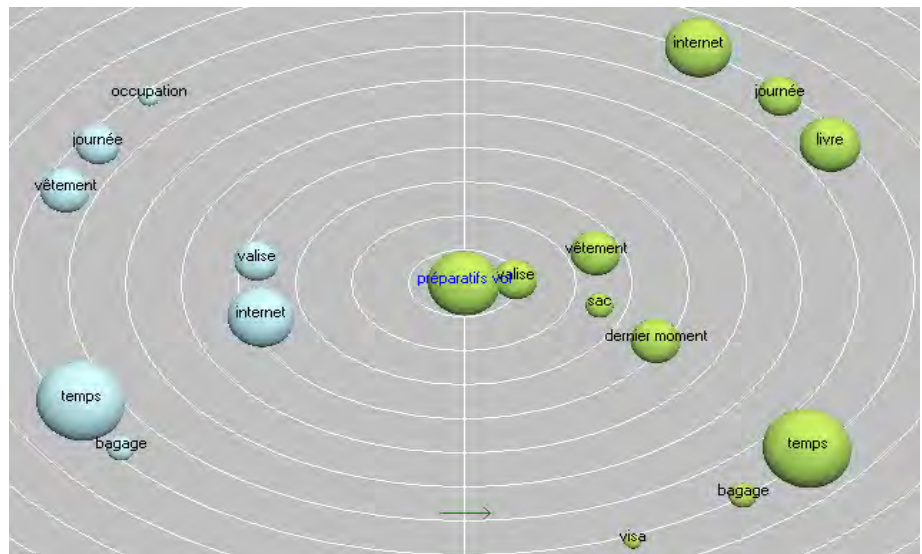 internet
occupation
journée
journée
livre
vêtement
valise
vêtement
préparatifs vol
valise
sac
internet
dernier moment
temps
bagage
temps
bagage
visa